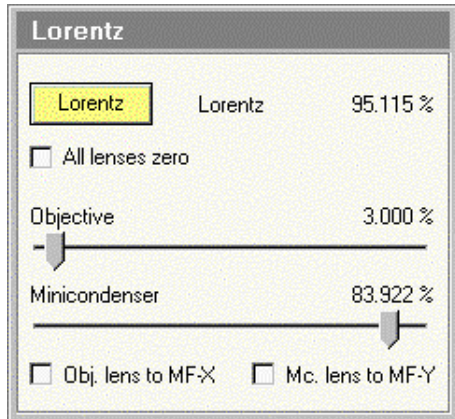 Lorentz
Lorentz Lorentz 95.115 %
All lenses zero
Objective 3.000 %
Minicondenser 83.922 %
Obj. lens to MF-X Mc. lens to MF-Y